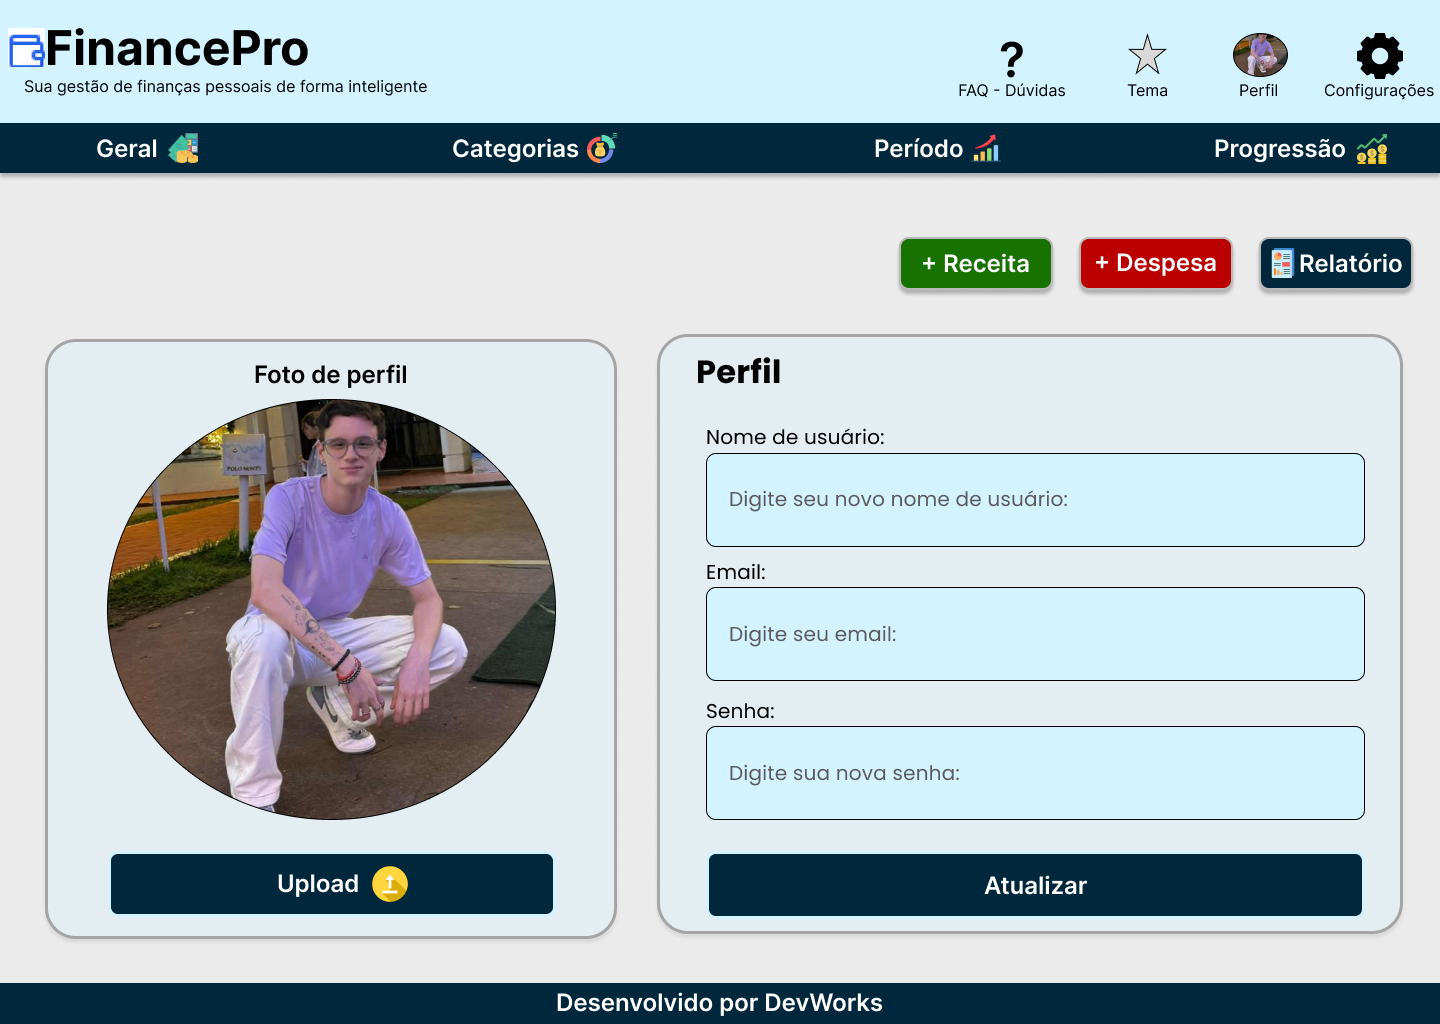 FinancePro
Sua gestão de finanças pessoais de forma inteligente
?
FAQ - Dúvidas
Tema
Perfil
Configurações
Geral
Categorias
Período
Progressão
+ Receita
+ Despesa
Relatório
Foto de perfil
POLO NORTE
Upload
Perfil
Nome de usuário:
Digite seu novo nome de usuário:
Email:
Digite seu email:
Senha:
Digite sua nova senha:
Atualizar
Desenvolvido por DevWorks